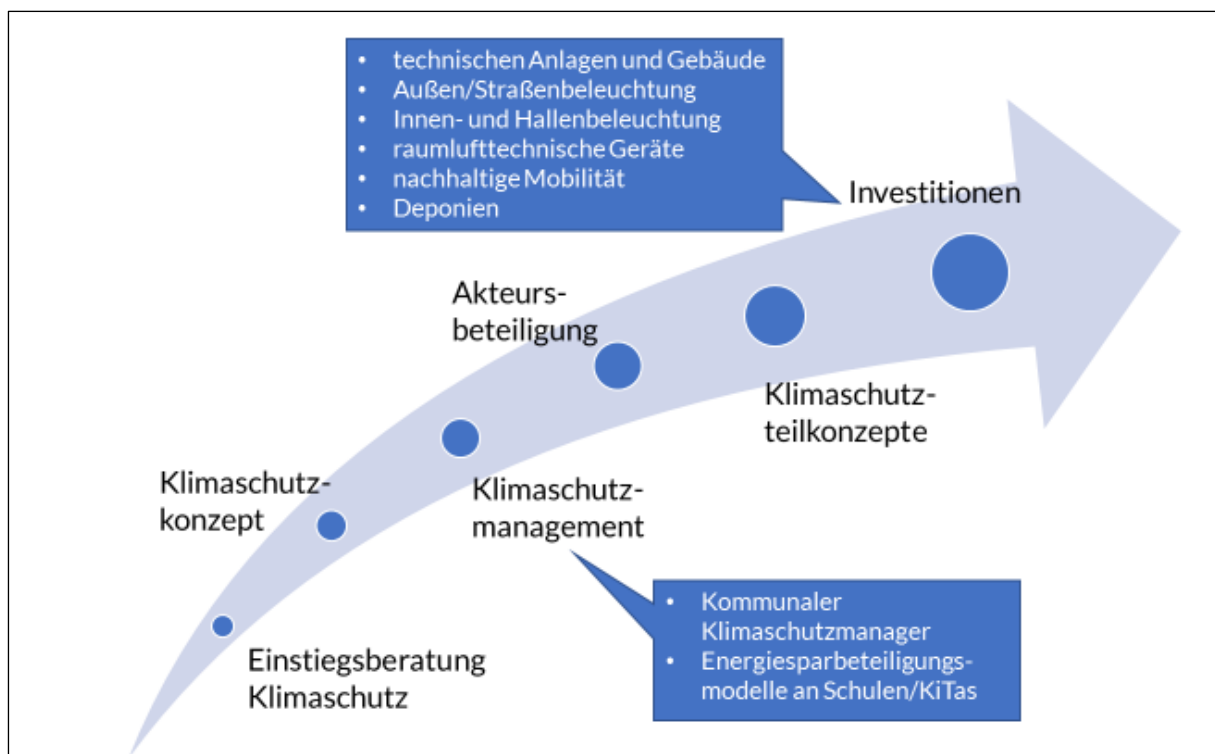 • technischen Anlagen und Gebäude
• Außen/Straßenbeleuchtung
• Innen- und Hallenbeleuchtung
• raumlufttechnische Geräte
• nachhaltige Mobilität
• Deponien
Investitionen
Akteurs-
beteiligung
Klimaschutz-
teilkonzepte
Klimaschutz-
konzept
Klimaschutz-
management
Einstiegsberatung
Klimaschutz
• Kommunaler
Klimaschutzmanager
• Energiesparbeteiligungs-
modelle an Schulen/KiTas